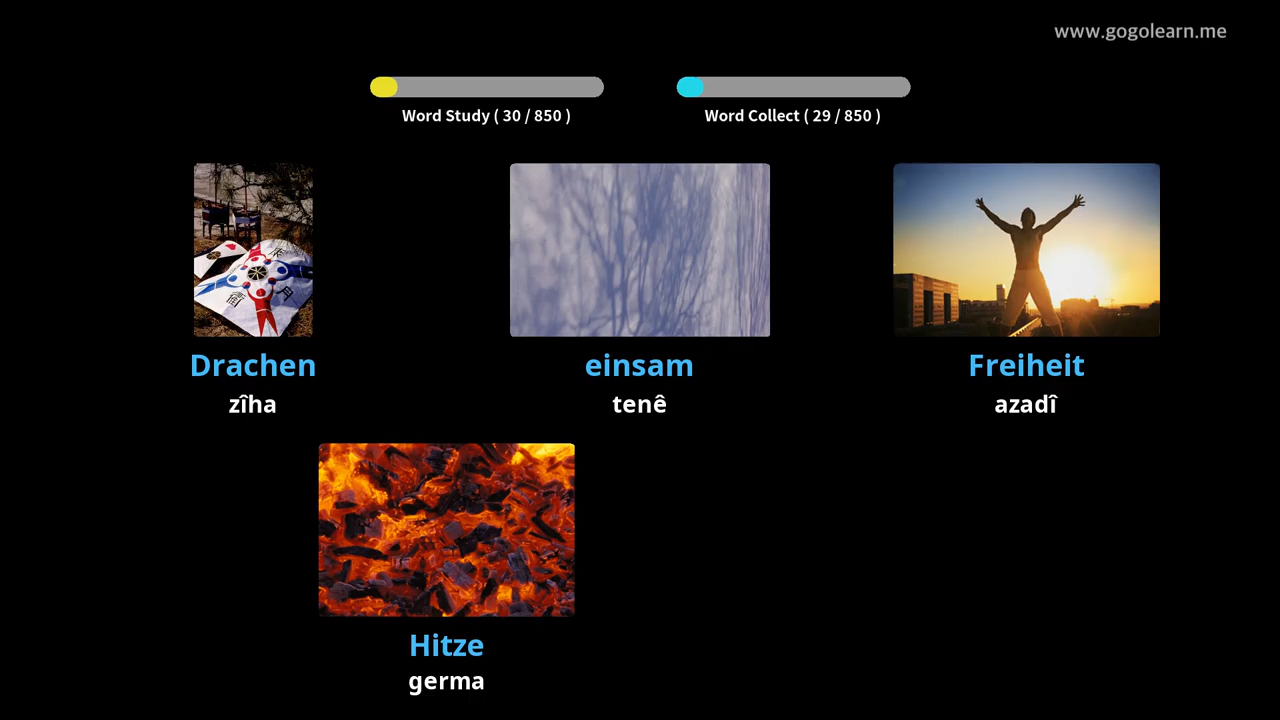 www.gogolearn.me
Word Study ( 30 / 850 )
Word Collect ( 29 / 850 )
Drachen
zîha
einsam
tenê
Freiheit
azadî
Hitze
germa